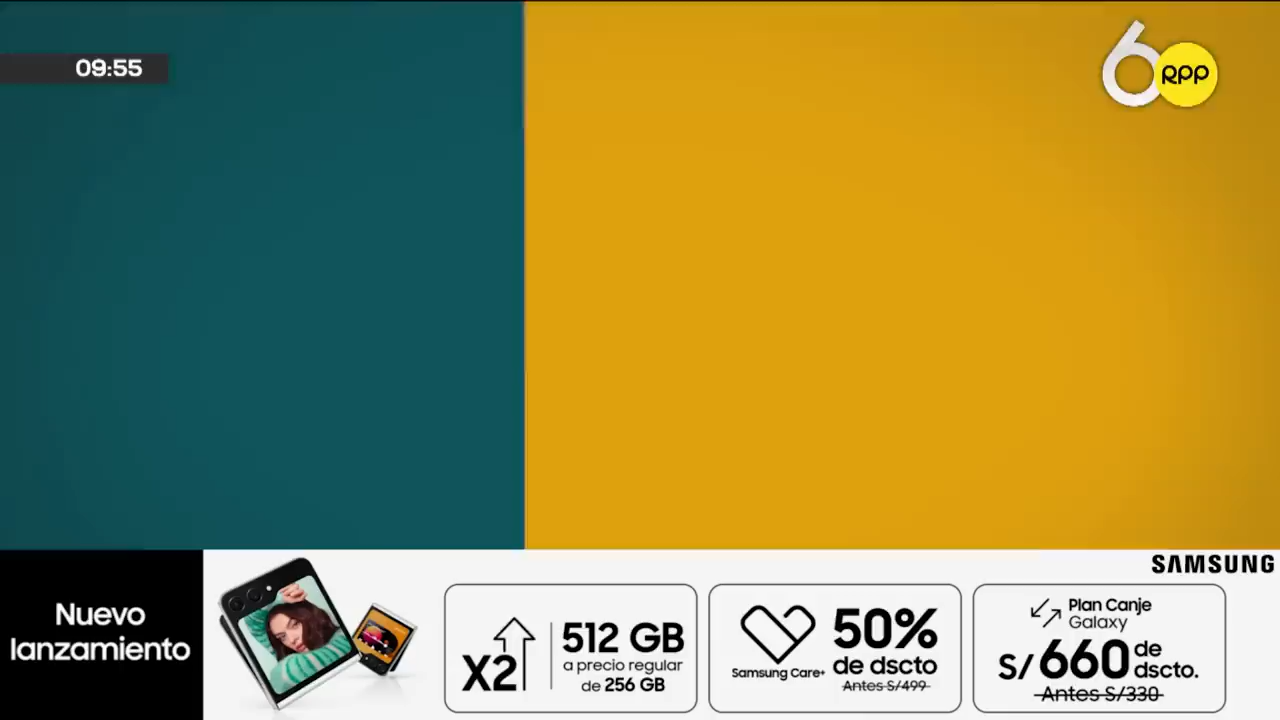 09:55
6 RPP
SAMSUNG
Nuevo
lanzamiento
X2
512 GB
a precio regular
de 256 GB
Samsung Care+
50%
de dscto
Antes S/499
Plan Canje
Galaxy
S/660 de
dscto.
Antes S/330